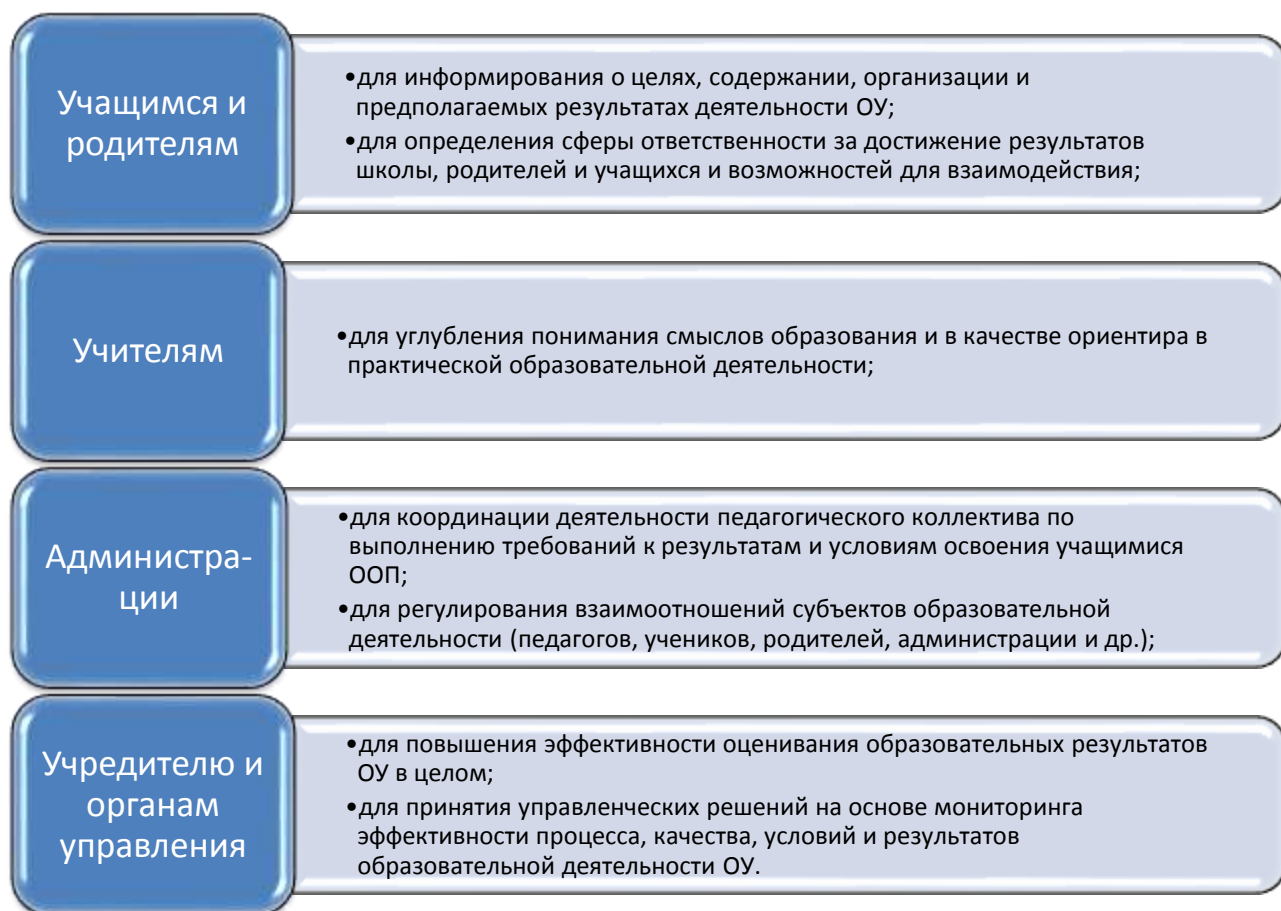 Учащимся и
родителям
•для информирования о целях, содержании, организации и
предполагаемых результатах деятельности ОУ;
•для определения сферы ответственности за достижение результатов
школы, родителей и учащихся и возможностей для взаимодействия;
Учителям
•для углубления понимания смыслов образования и в качестве ориентира в
практической образовательной деятельности;
Администра-
ции
•для координации деятельности педагогического коллектива по
выполнению требований к результатам и условиям освоения учащимися
ООП;
•для регулирования взаимоотношений субъектов образовательной
деятельности (педагогов, учеников, родителей, администрации и др.);
Учредителю и
органам
управления
•для повышения эффективности оценивания образовательных результатов
ОУ в целом;
•для принятия управленческих решений на основе мониторинга
эффективности процесса, качества, условий и результатов
образовательной деятельности ОУ.